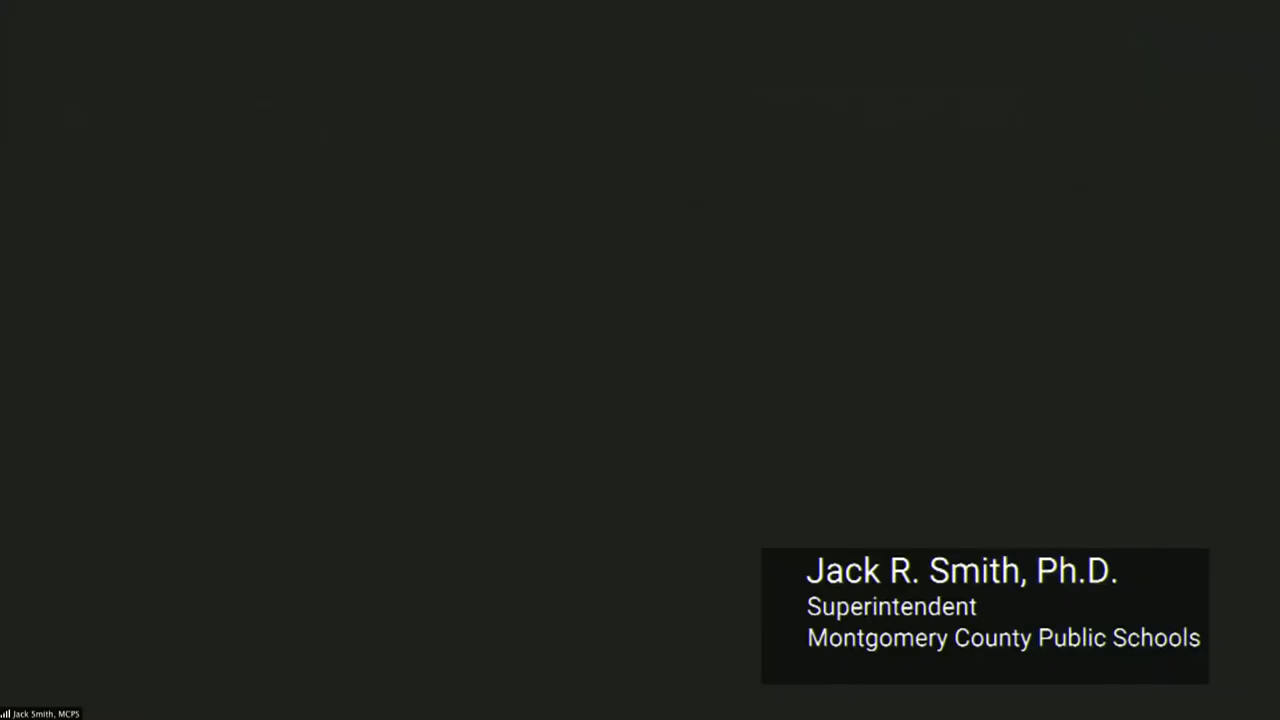 Jack R. Smith, Ph.D.
Superintendent
Montgomery County Public Schools
Jack Smith, MCPS